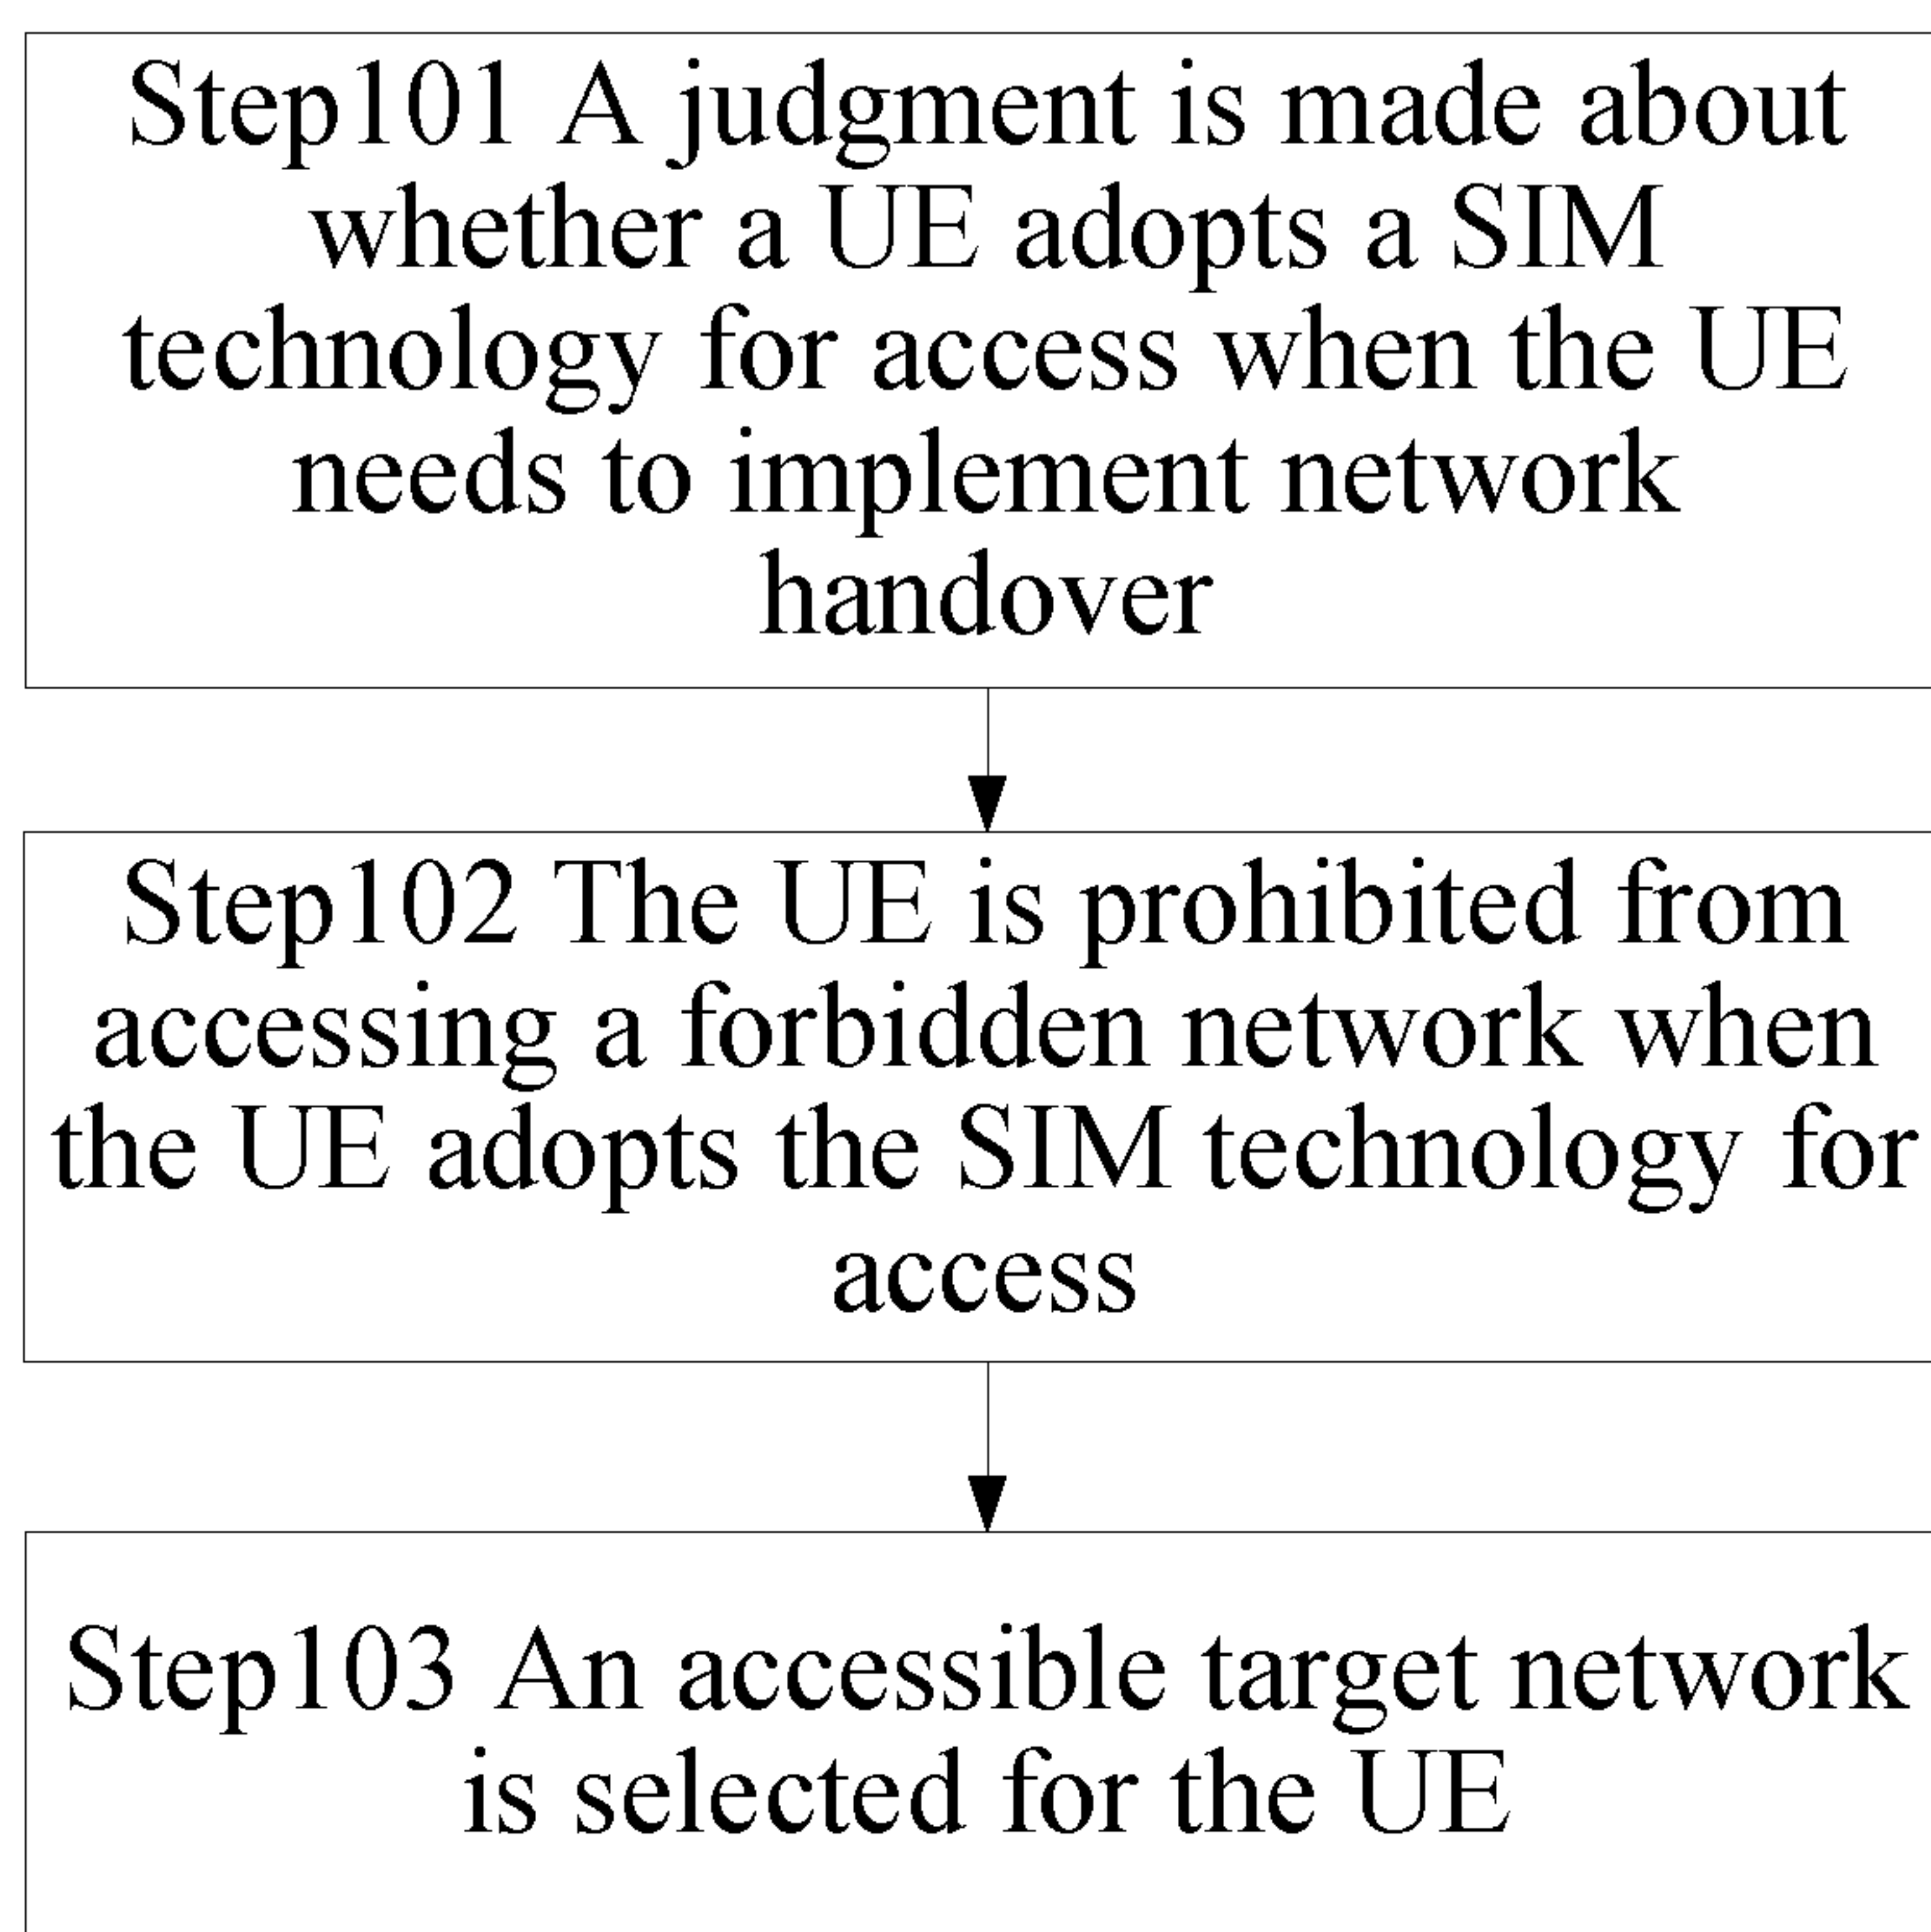 Step101 A judgment is made about
whether a UE adopts a SIM
technology for access when the UE
needs to implement network
handover
Step102 The UE is prohibited from
accessing a forbidden network when
the UE adopts the SIM technology for
access
Step103 An accessible target network
is selected for the UE